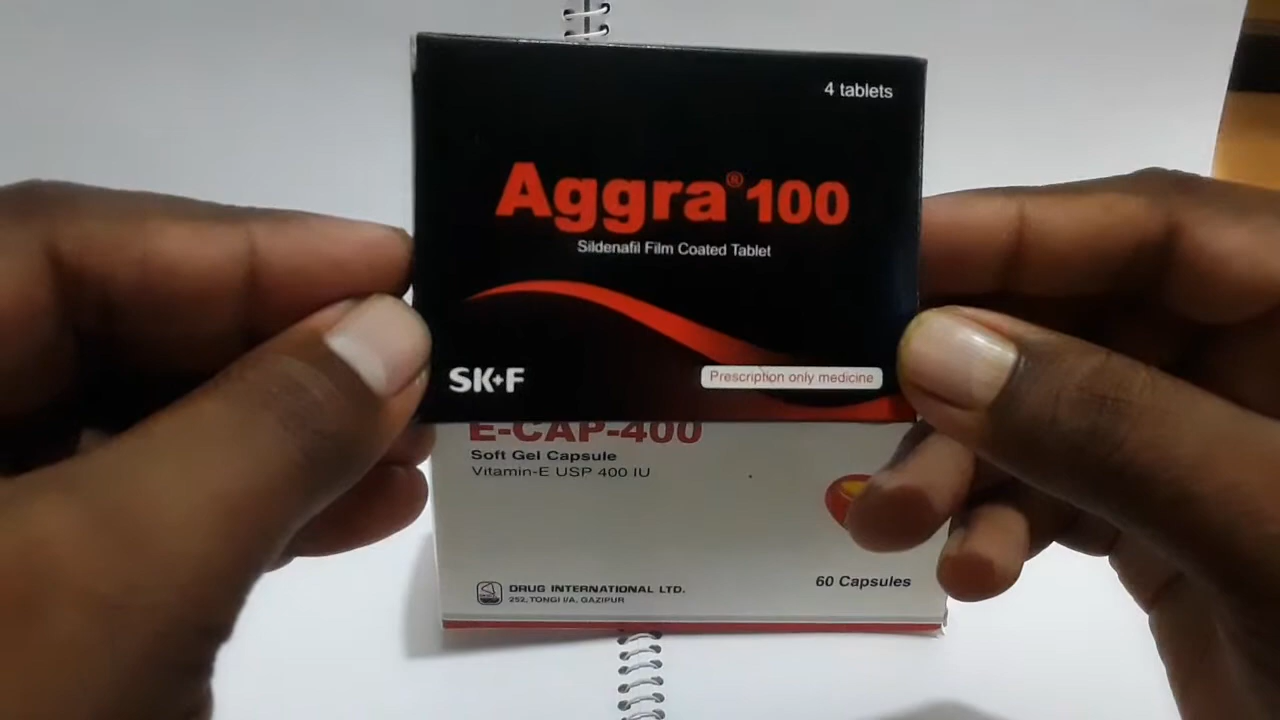 4 tablets
Aggra® 100
Sildenafil Film Coated Tablet
SK+F
Prescription only medicine
E-CAP-400
Soft Gel Capsule
Vitamin-E USP 400 IU
DRUG INTERNATIONAL LTD.
252, TONGI I/A, GAZIPUR
60 Capsules